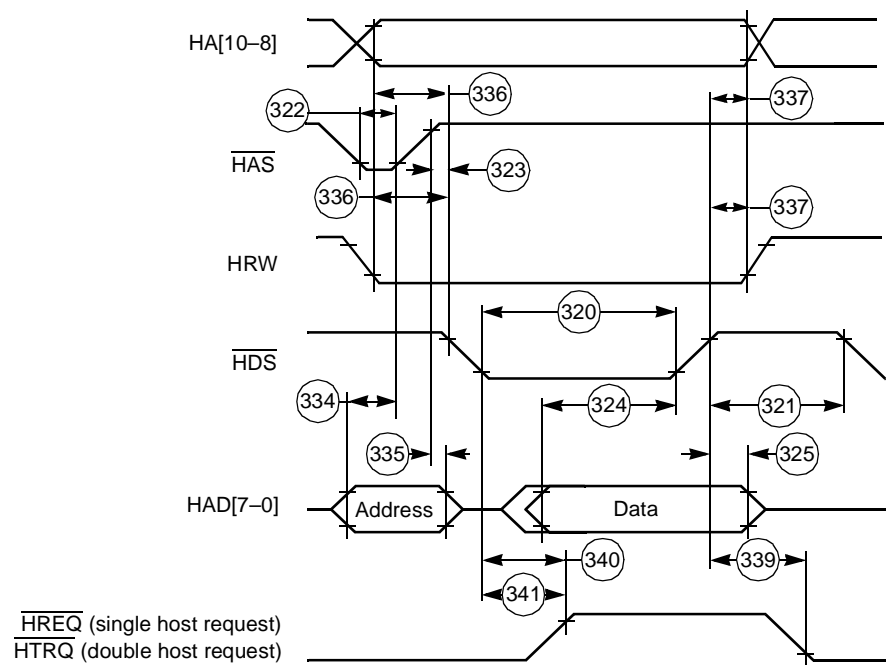 HA[10–8]
336
337
322
HAS
323
336
337
HRW
320
HDS
334
324
321
335
325
HAD[7–0]
Address
Data
340
339
341
HREQ (single host request)
HTRQ (double host request)